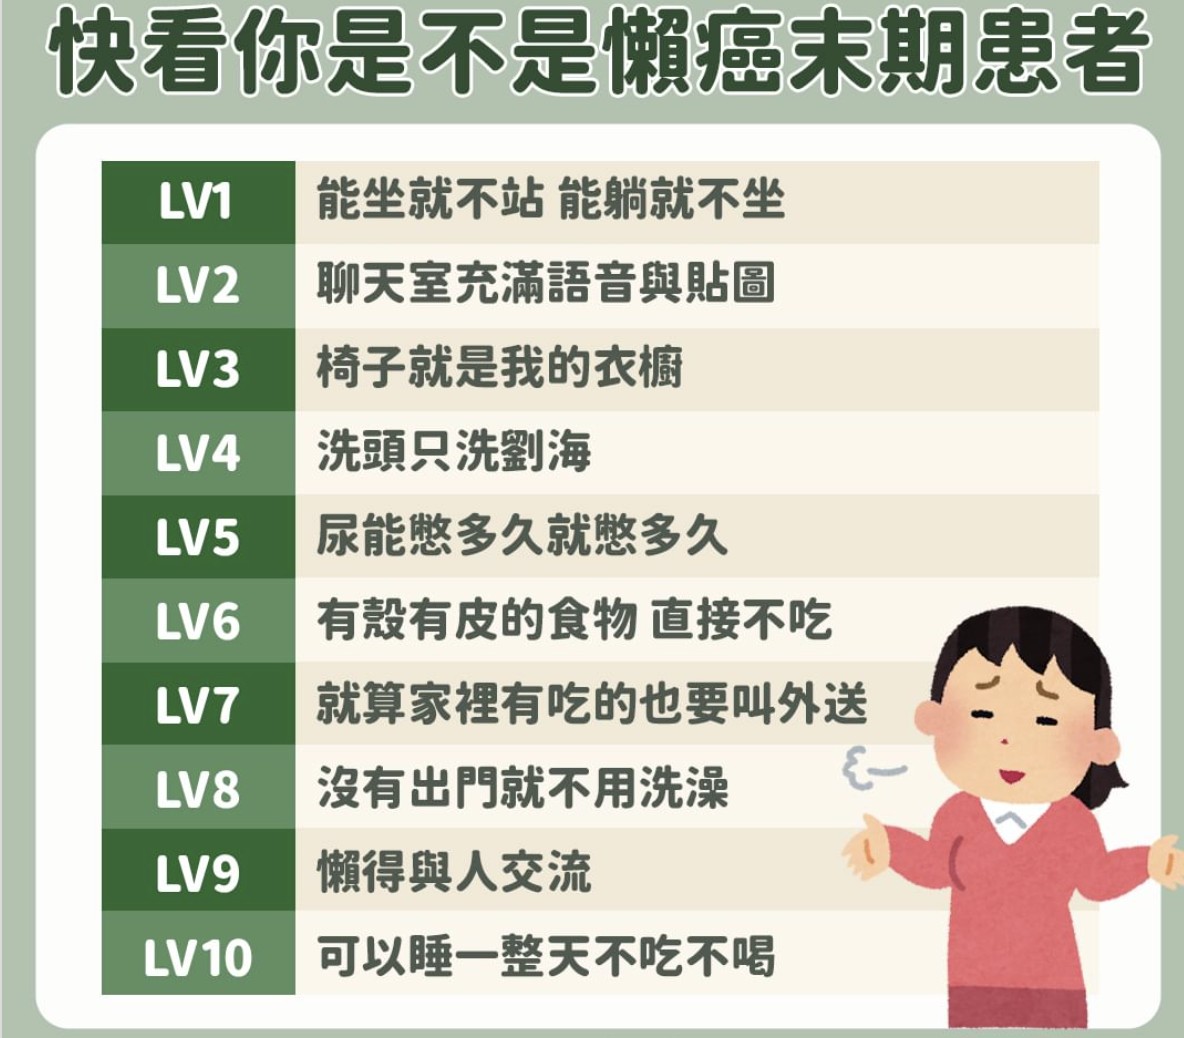 快看你是不是懶癌末期患者
LV1 能坐就不站 能躺就不坐
LV2 聊天室充滿語音與貼圖
LV3 椅子就是我的衣櫥
LV4 洗頭只洗劉海
LV5 尿能憋多久就憋多久
LV6 有殼有皮的食物 直接不吃
LV7 就算家裡有吃的也要叫外送
LV8 沒有出門就不用洗澡
LV9 懶得與人交流
LV10 可以睡一整天不吃不喝